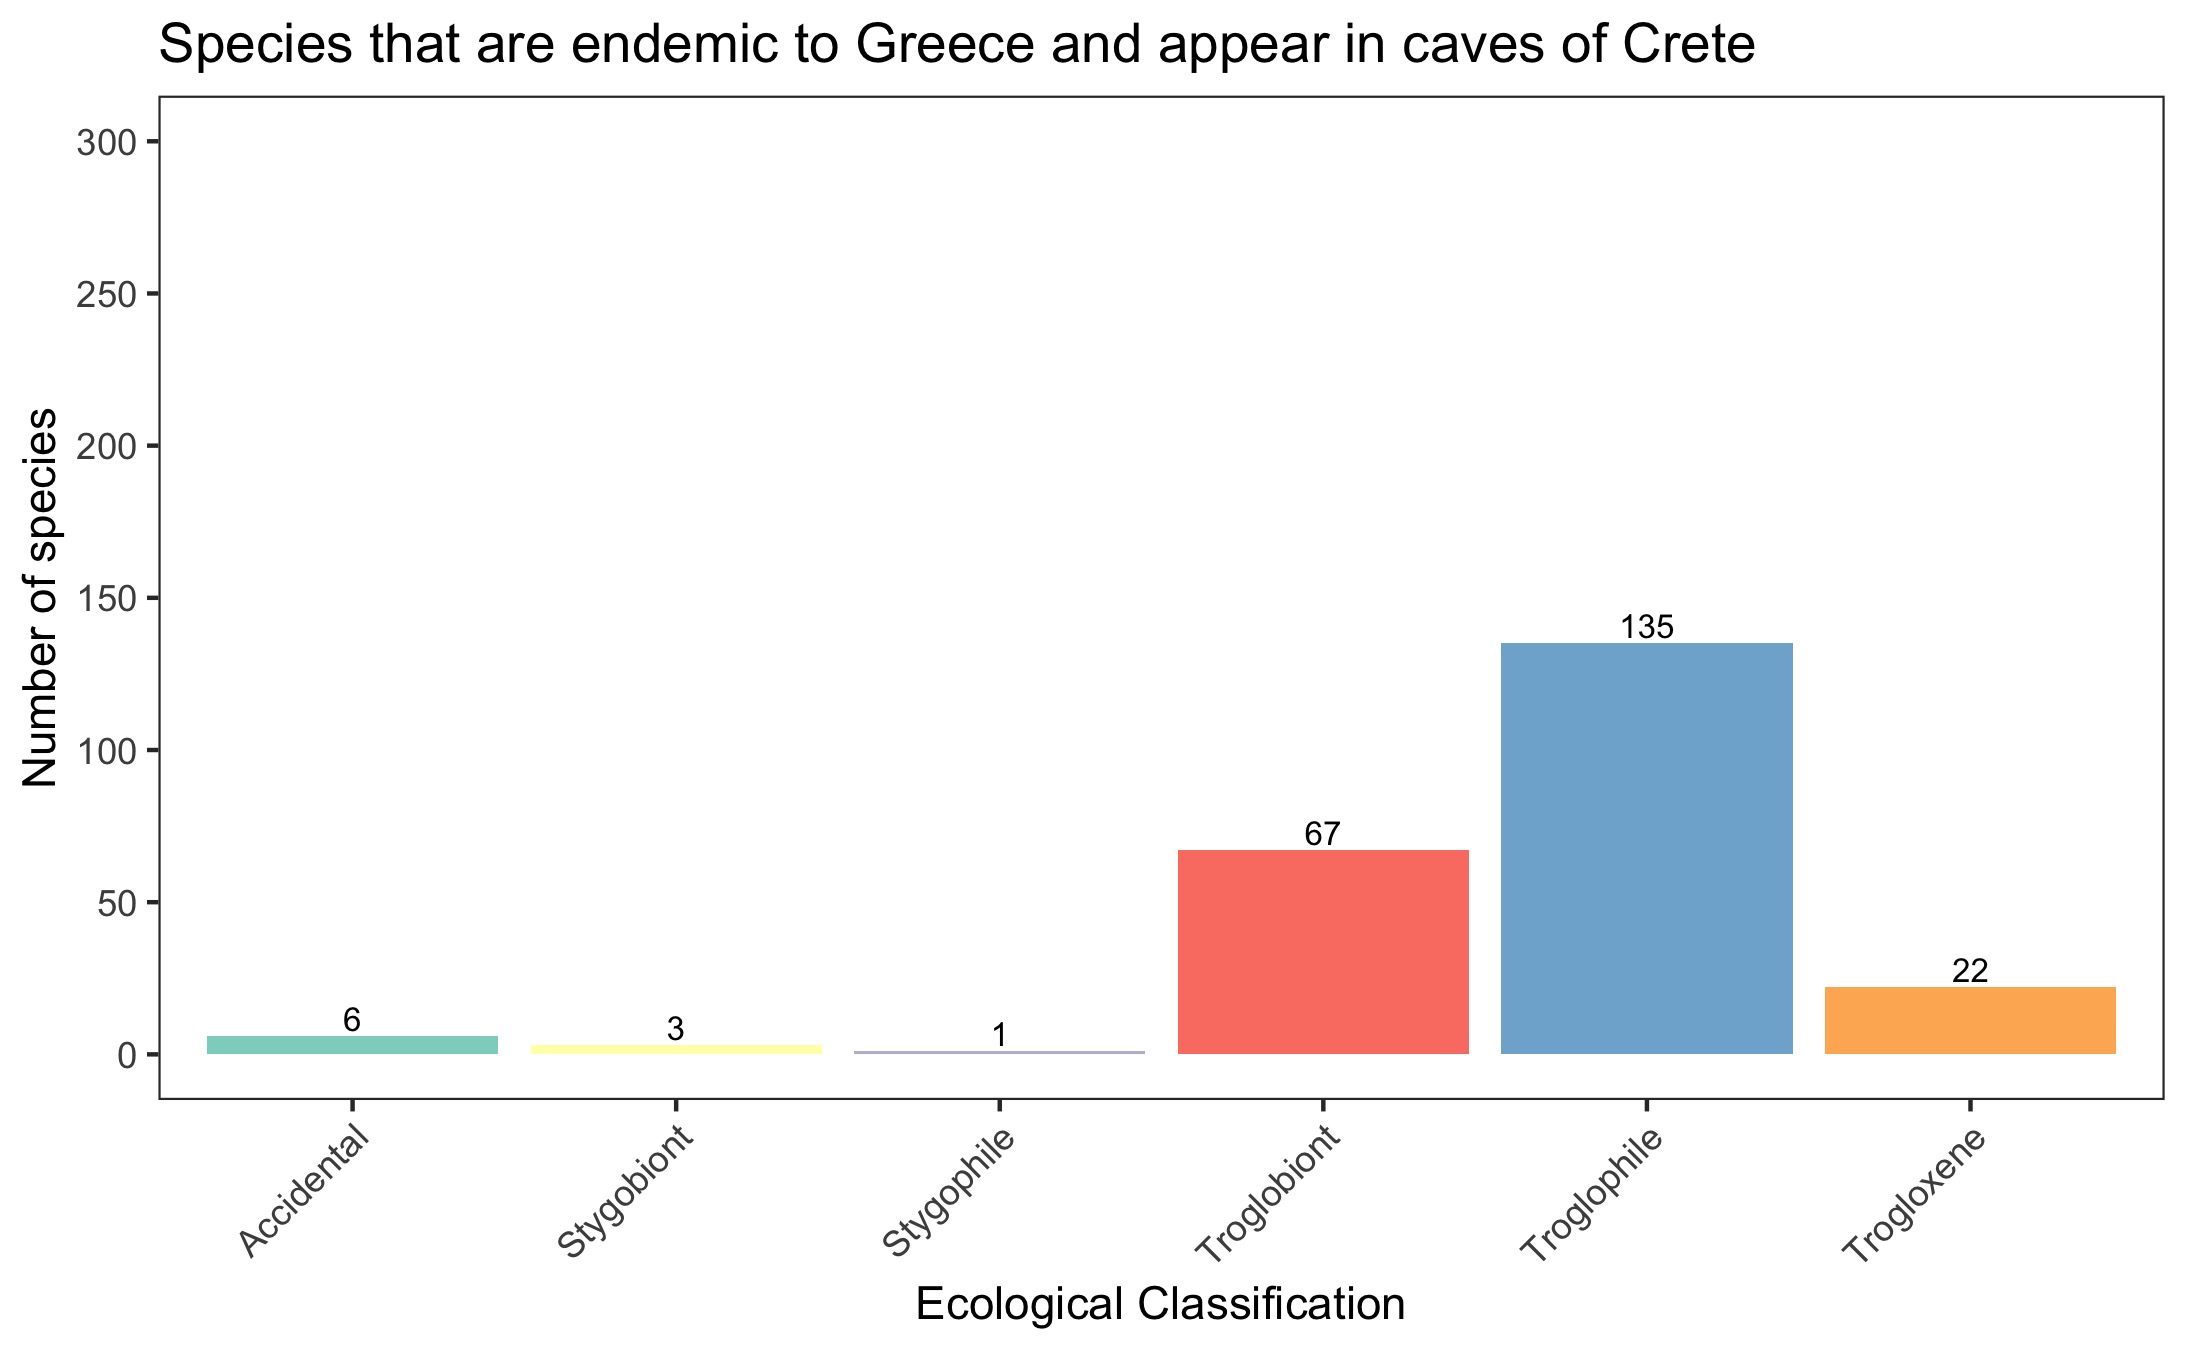 Species that are endemic to Greece and appear in caves of Crete
Number of species
300
250
200
150
100
50
0
6
3
1
67
135
22
Accidental
Stygobiont
Stygophile
Troglobiont
Troglophile
Trogloxene
Ecological Classification